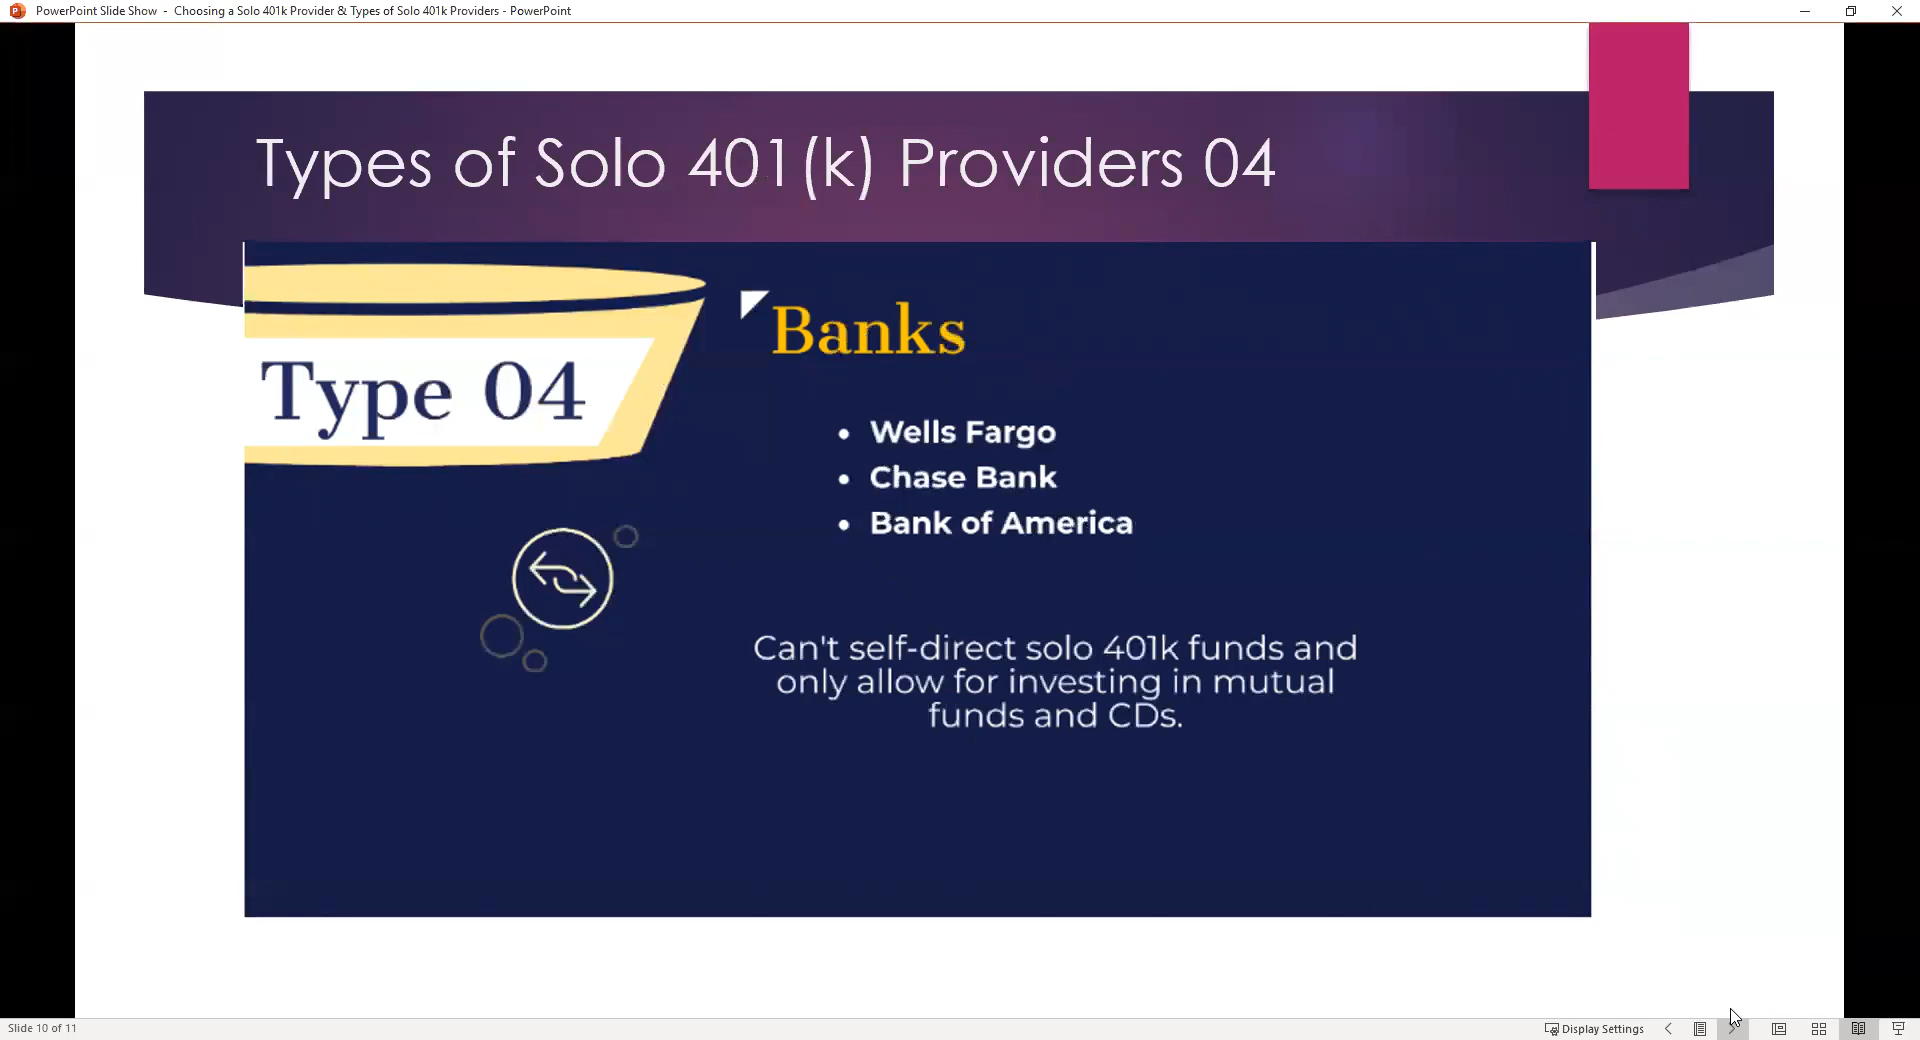 PowerPoint Slide Show - Choosing a Solo 401k Provider & Types of Solo 401k Providers - PowerPoint
Types of Solo 401(k) Providers 04
Type 04
Banks
• Wells Fargo
• Chase Bank
• Bank of America
Can't self-direct solo 401k funds and
only allow for investing in mutual
funds and CDs.
Slide 10 of 11
Display Settings